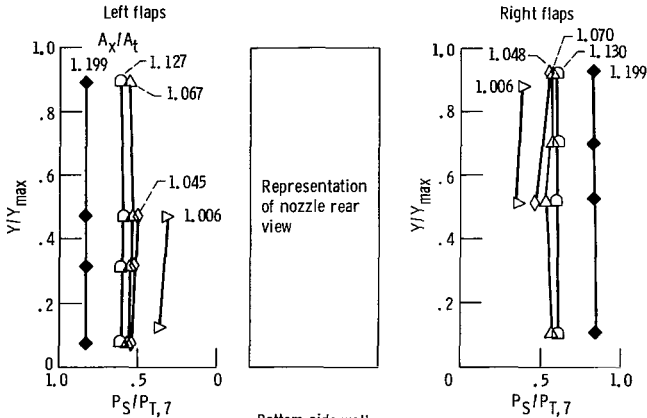 Left flaps
A_x/A_t
1.199
1.127
1.067
1.045
1.006
Y/Y_max
1.0
.8
.6
.4
.2
0
1.0
.5
0
P_S/P_T,7
Representation
of nozzle rear
view
Right flaps
1.070
1.048
1.130
1.006
1.199
Y/Y_max
1.0
.8
.6
.4
.2
0
0
.5
1.0
P_S/P_T,7